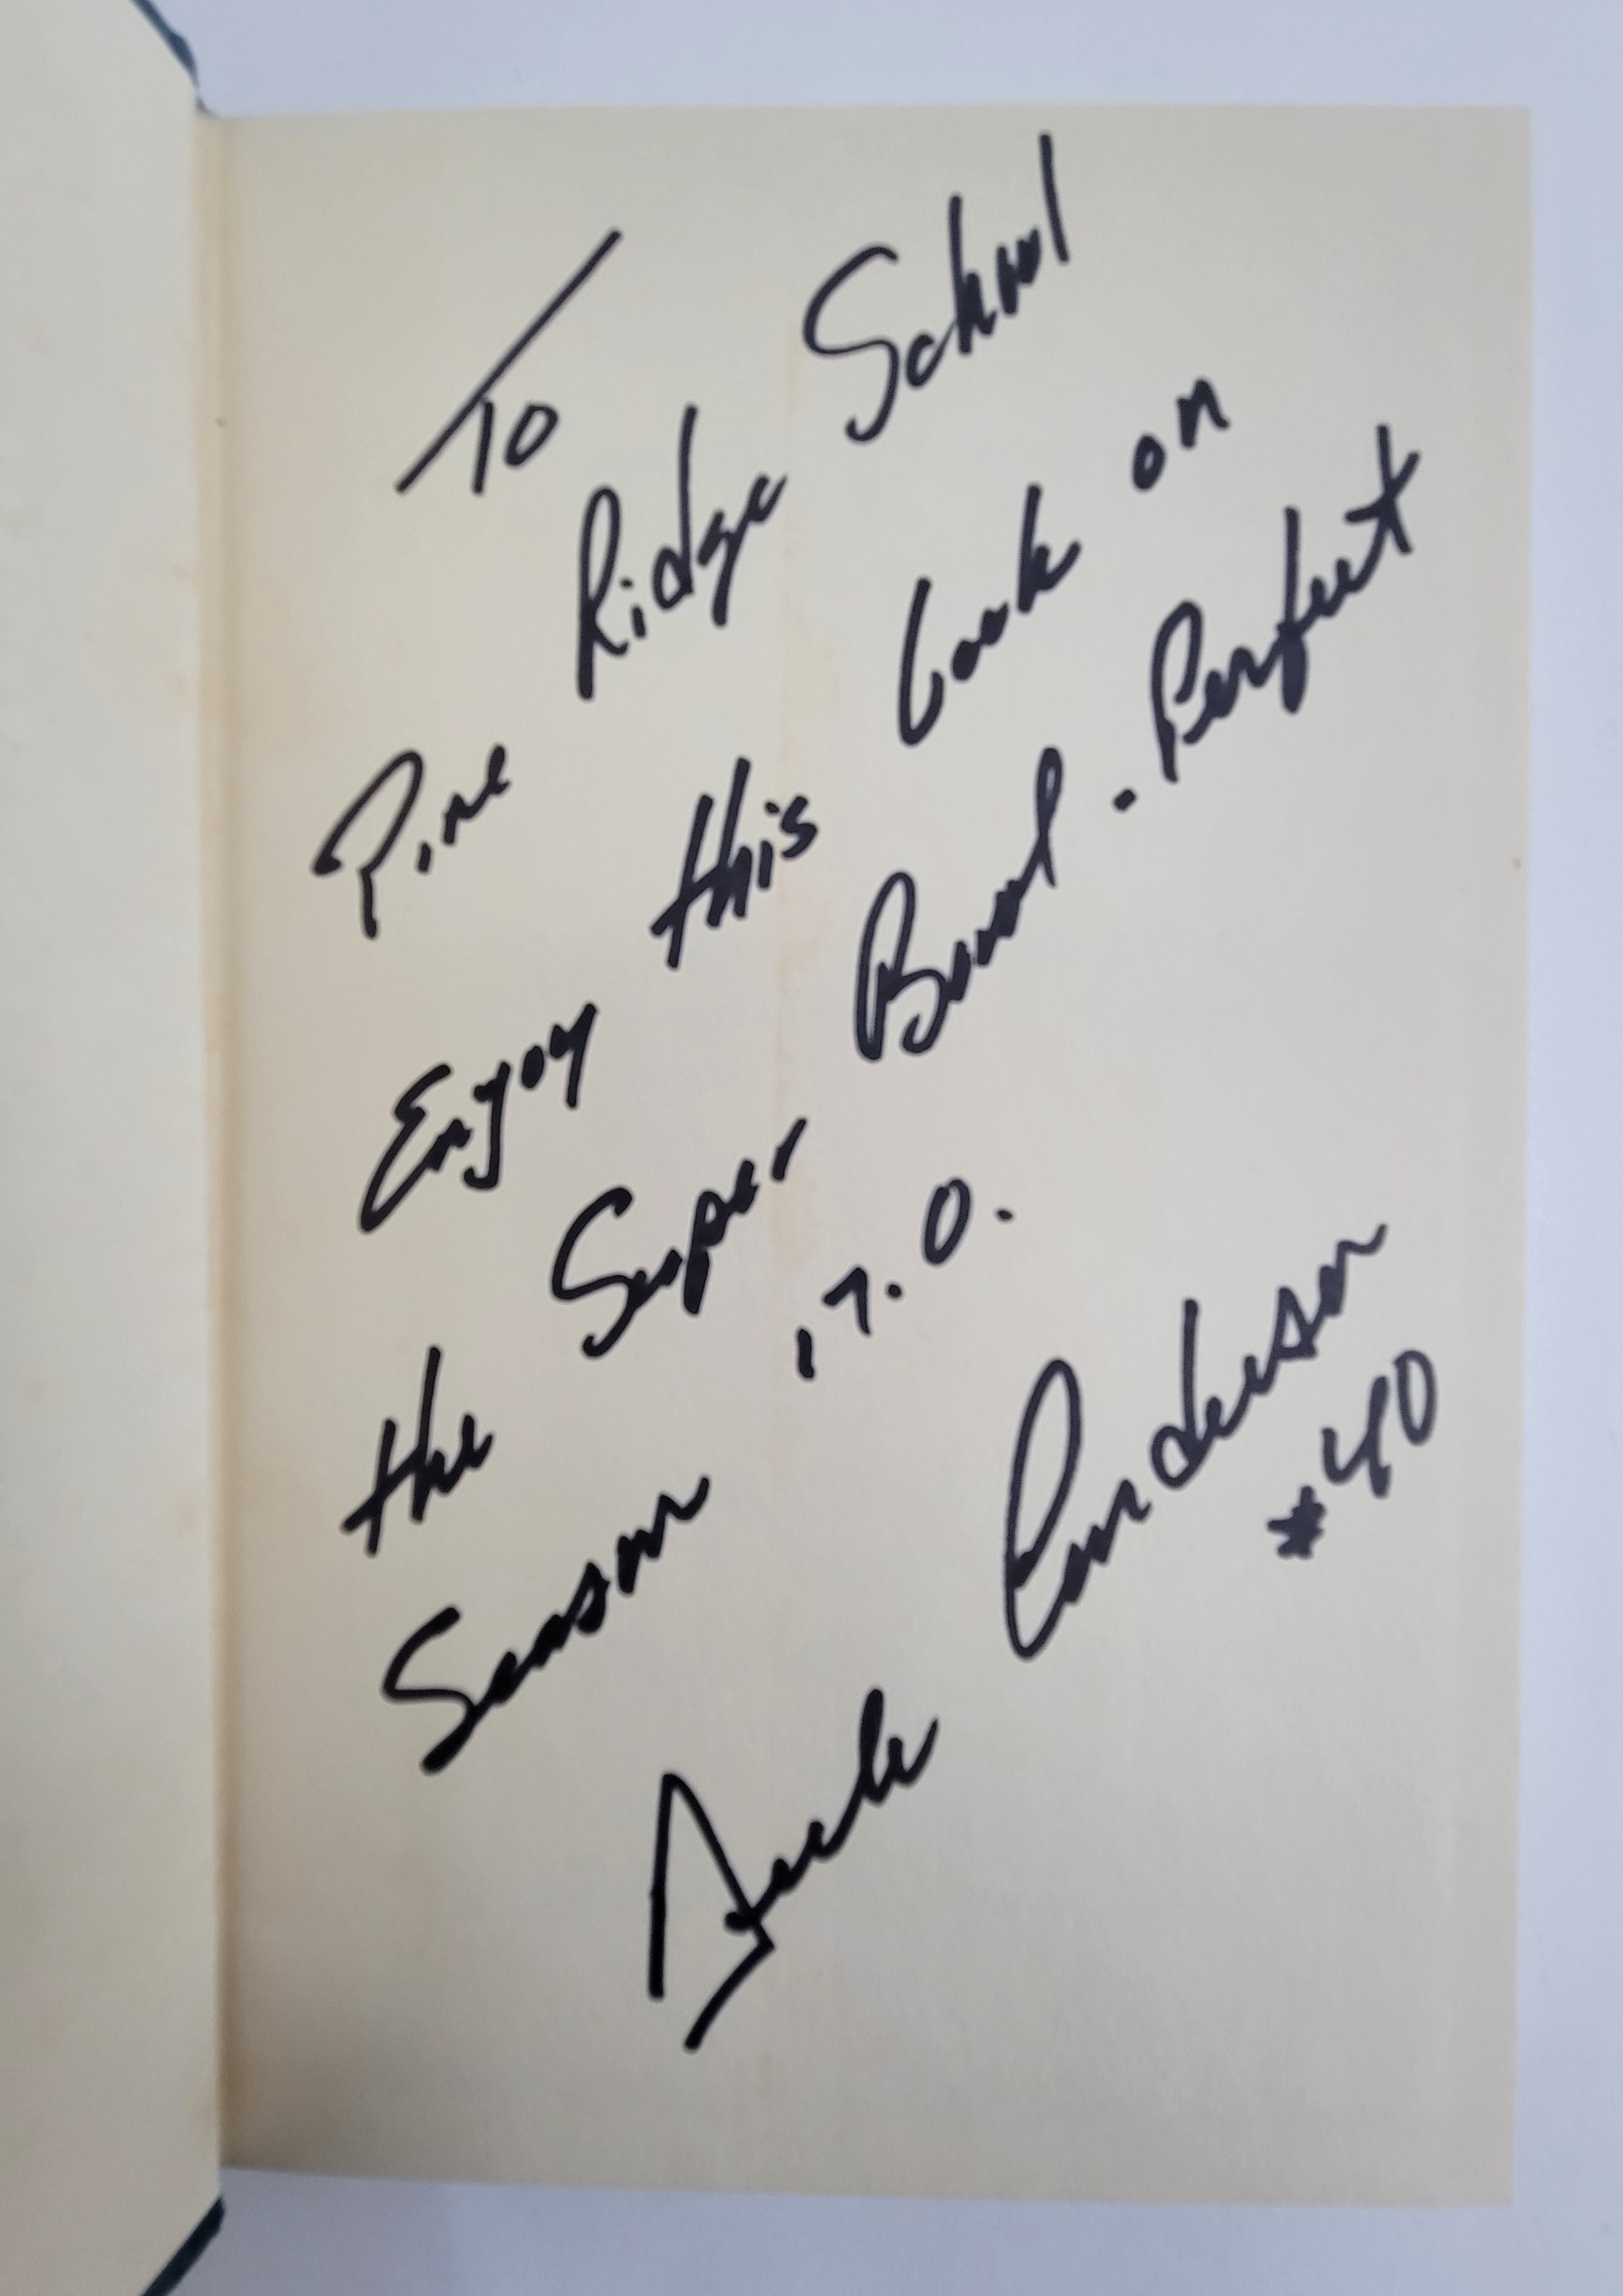 To
Pine Ridge School
Enjoy this book on
the Super Bowl - Perfect
Season 17.0.
Dick Anderson
#40